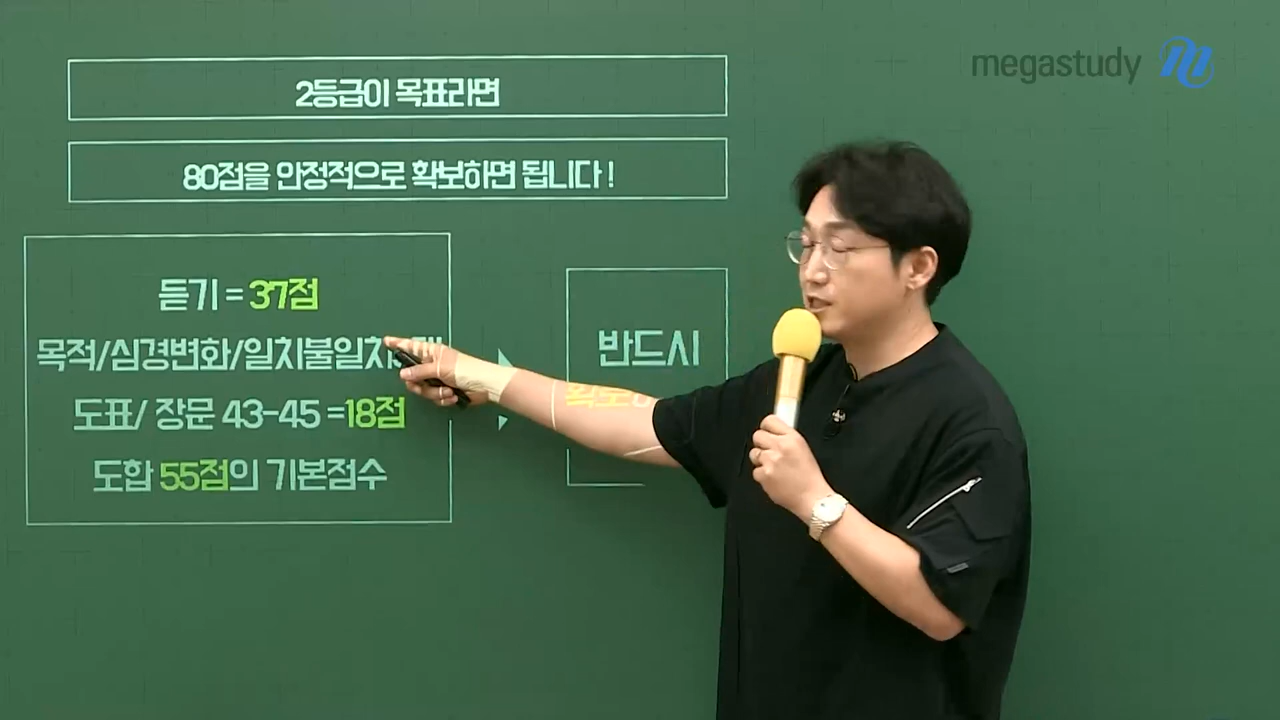 megastudy
2등급이 목표라면
80점을 안정적으로 확보하면 됩니다!
듣기 = 37점
목적/심경변화/일치불일치
도표/ 장문 43-45 =18점
도합 55점의 기본점수
반드시